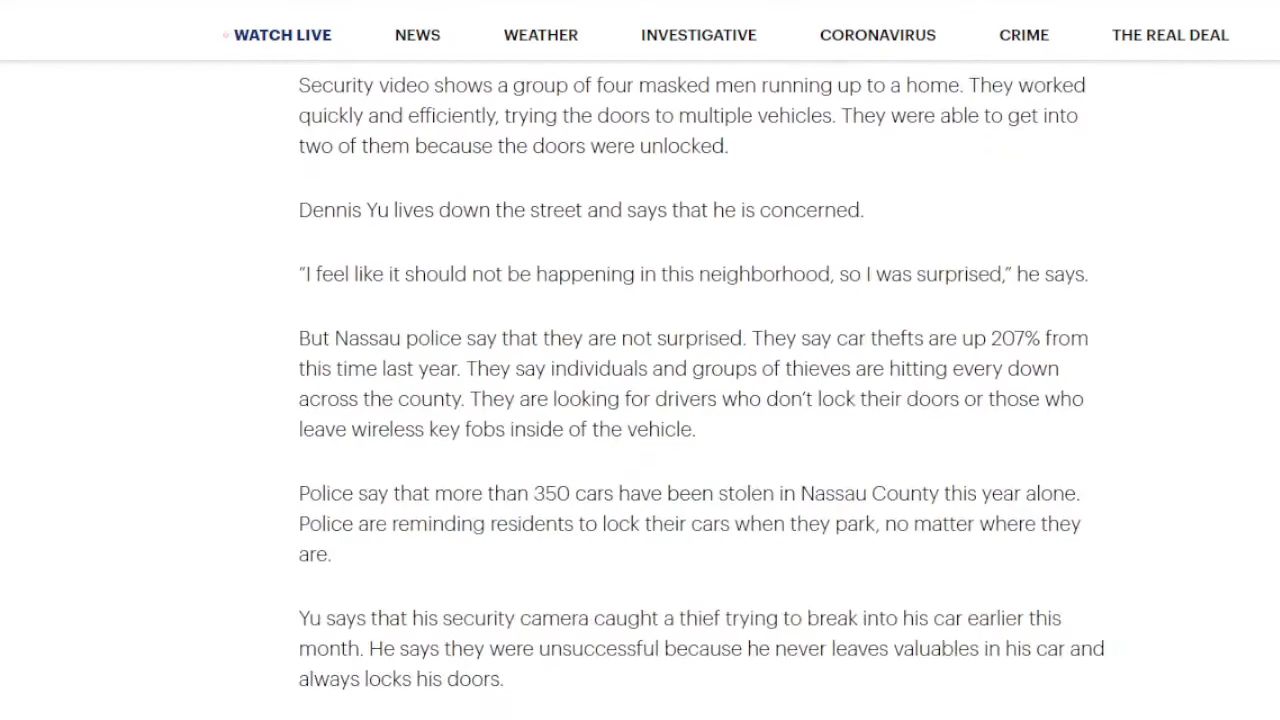 WATCH LIVE NEWS WEATHER INVESTIGATIVE CORONAVIRUS CRIME THE REAL DEAL
Security video shows a group of four masked men running up to a home. They worked
quickly and efficiently, trying the doors to multiple vehicles. They were able to get into
two of them because the doors were unlocked.
Dennis Yu lives down the street and says that he is concerned.
“I feel like it should not be happening in this neighborhood, so I was surprised,” he says.
But Nassau police say that they are not surprised. They say car thefts are up 207% from
this time last year. They say individuals and groups of thieves are hitting every down
across the county. They are looking for drivers who don’t lock their doors or those who
leave wireless key fobs inside of the vehicle.
Police say that more than 350 cars have been stolen in Nassau County this year alone.
Police are reminding residents to lock their cars when they park, no matter where they
are.
Yu says that his security camera caught a thief trying to break into his car earlier this
month. He says they were unsuccessful because he never leaves valuables in his car and
always locks his doors.